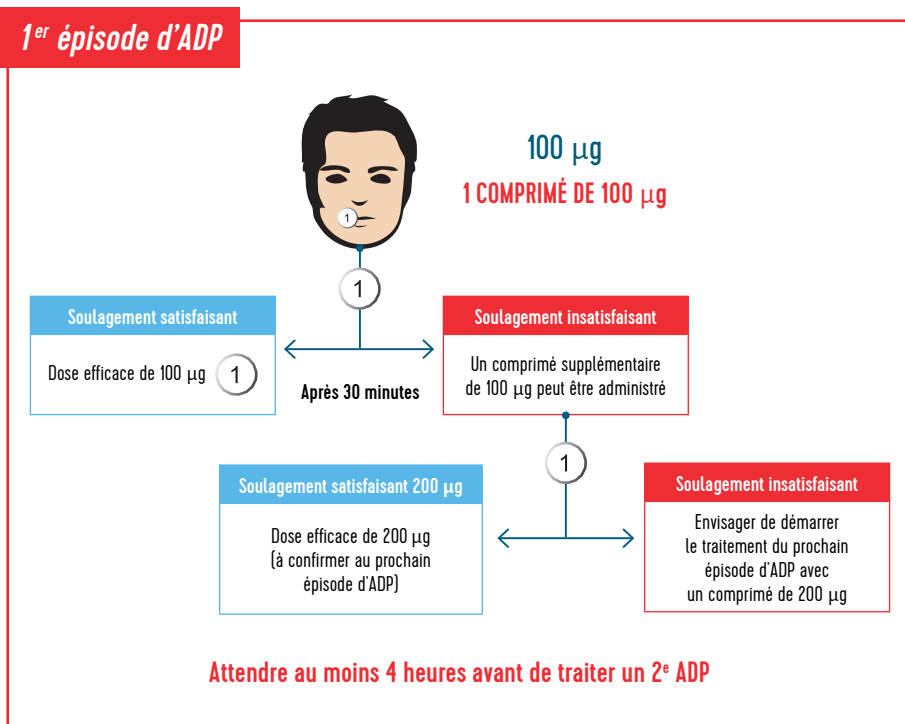 1er épisode d'ADP
100 µg
1 COMPRIMÉ DE 100 µg
1
1
Soulagement satisfaisant
Dose efficace de 100 µg 1
Après 30 minutes
Soulagement insatisfaisant
Un comprimé supplémentaire
de 100 µg peut être administré
1
Soulagement satisfaisant 200 µg
Dose efficace de 200 µg
(à confirmer au prochain
épisode d'ADP)
Soulagement insatisfaisant
Envisager de démarrer
le traitement du prochain
épisode d'ADP avec
un comprimé de 200 µg
Attendre au moins 4 heures avant de traiter un 2e ADP